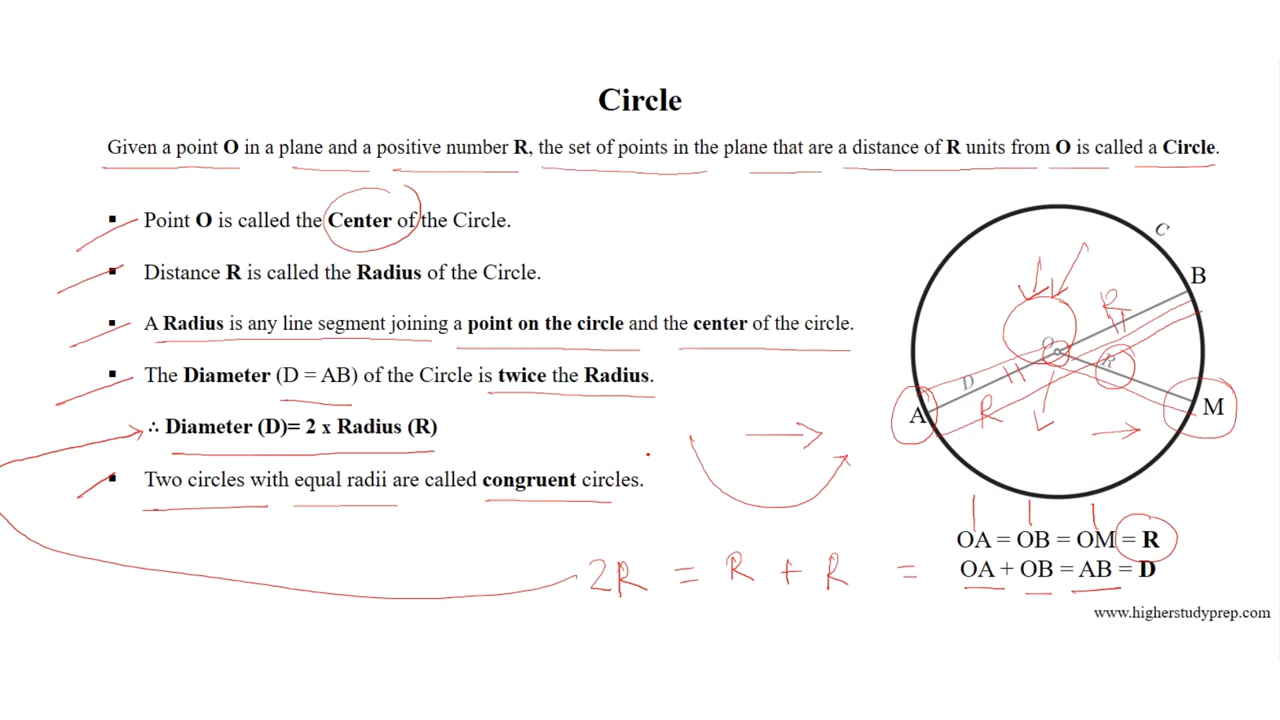 Circle
Given a point O in a plane and a positive number R, the set of points in the plane that are a distance of R units from O is called a Circle.
▪ Point O is called the Center of the Circle.
▪ Distance R is called the Radius of the Circle.
▪ A Radius is any line segment joining a point on the circle and the center of the circle.
▪ The Diameter (D = AB) of the Circle is twice the Radius.
∴ Diameter (D)= 2 x Radius (R)
▪ Two circles with equal radii are called congruent circles.
C
B
R
O
R
D
A
R
M
OA = OB = OM = R
2R = R + R = OA + OB = AB = D
www.higherstudyprep.com